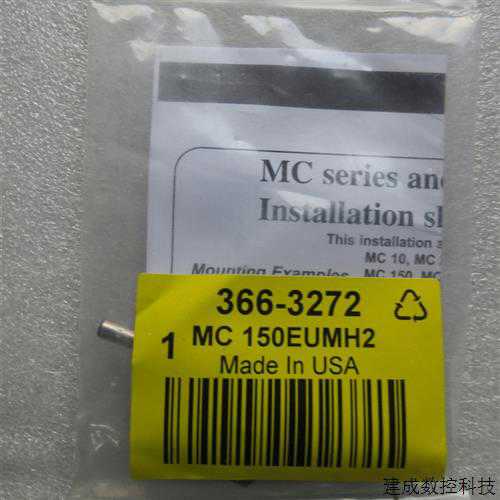 MC series and
Installation
This installation
MC 10, MC
Mounting Examples MC 150, MC
366-3272
1 MC 150EUMH2
Made In USA
建成数控科技